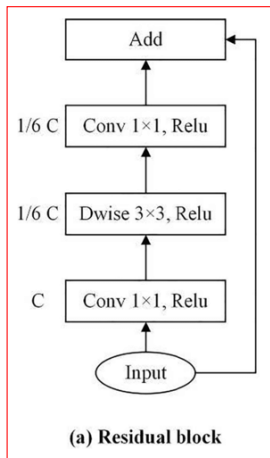 Add
1/6 C
Conv 1×1, Relu
1/6 C
Dwise 3×3, Relu
C
Conv 1×1, Relu
Input
(a) Residual block